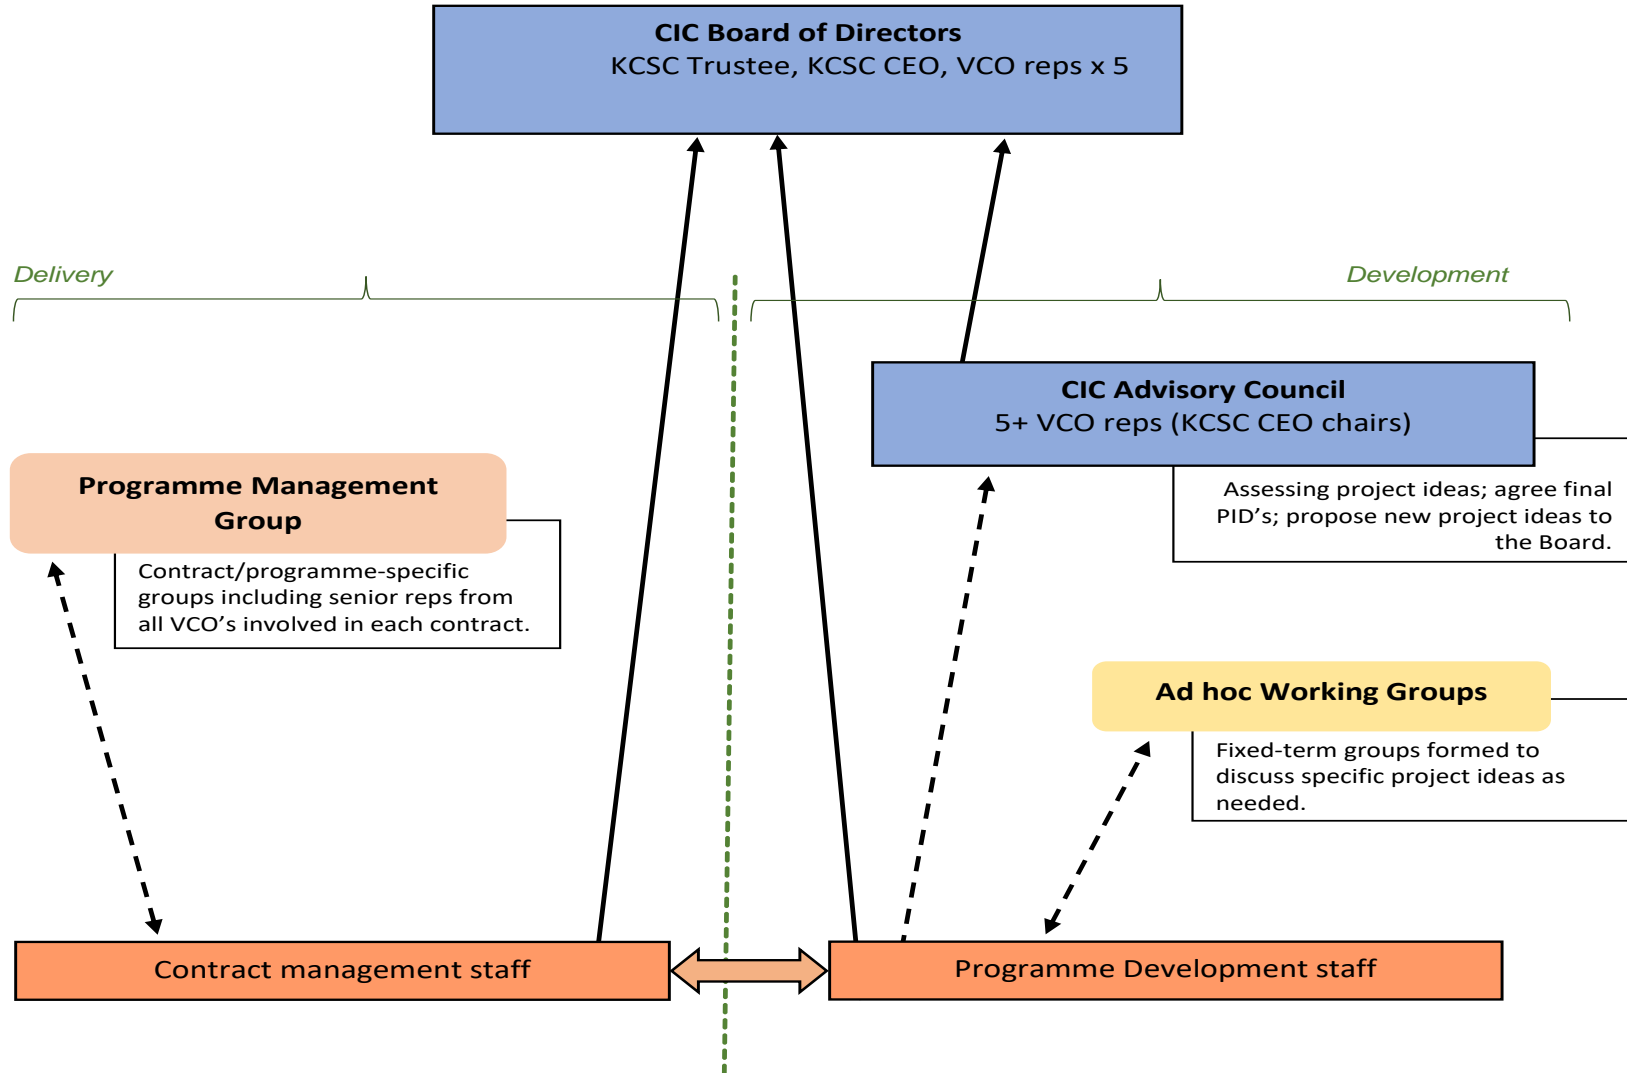 CIC Board of Directors
KCSC Trustee, KCSC CEO, VCO reps x 5
Delivery
Development
CIC Advisory Council
5+ VCO reps (KCSC CEO chairs)
Assessing project ideas; agree final
PID's; propose new project ideas to
the Board.
Programme Management
Group
Contract/programme-specific
groups including senior reps from
all VCO’s involved in each contract.
Ad hoc Working Groups
Fixed-term groups formed to
discuss specific project ideas as
needed.
Contract management staff
Programme Development staff